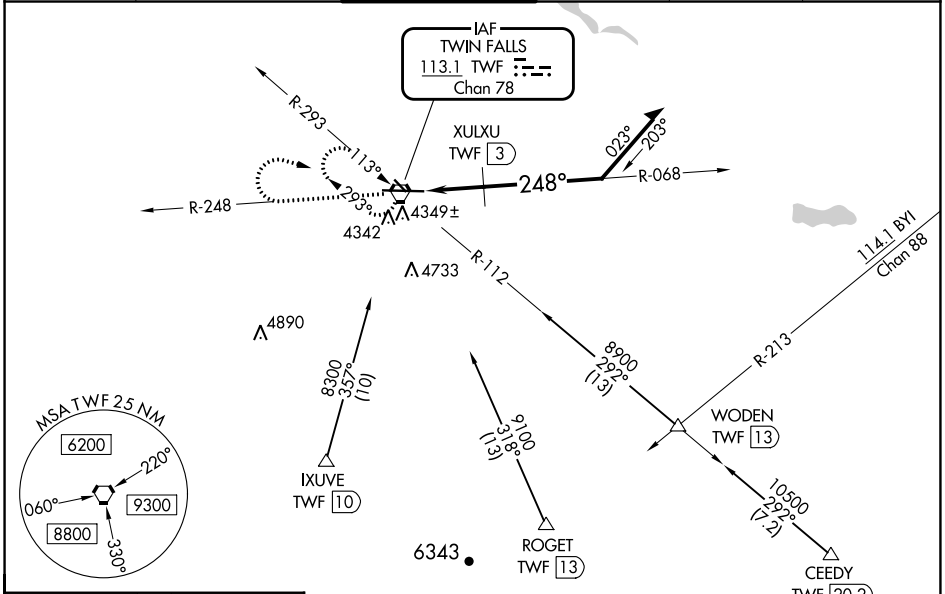 IAF
TWIN FALLS
113.1 TWF
Chan 78
R-293
113°
293°
XULXU
TWF 3
023°
203°
248°
R-068
R-248
4342
4349±
4733
4890
R-112
114.1 BYI
Chan 88
R-213
8900
292°
(13)
8300
357°
(10)
9100
318°
(13)
WODEN
TWF 13
MSA TWF 25 NM
6200
220°
060°
9300
8800
330°
IXUVE
TWF 10
10500
292°
(7.2)
ROGET
TWF 13
6343
CEEDY
TWF 20.2